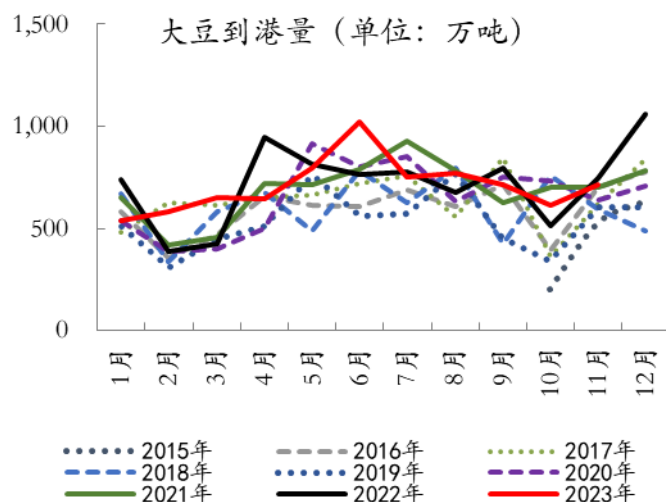 大豆到港量（单位：万吨）
1,500
1,000
500
0
1月 2月 3月 4月 5月 6月 7月 8月 9月 10月 11月 12月
2015年 2016年 2017年
2018年 2019年 2020年
2021年 2022年 2023年